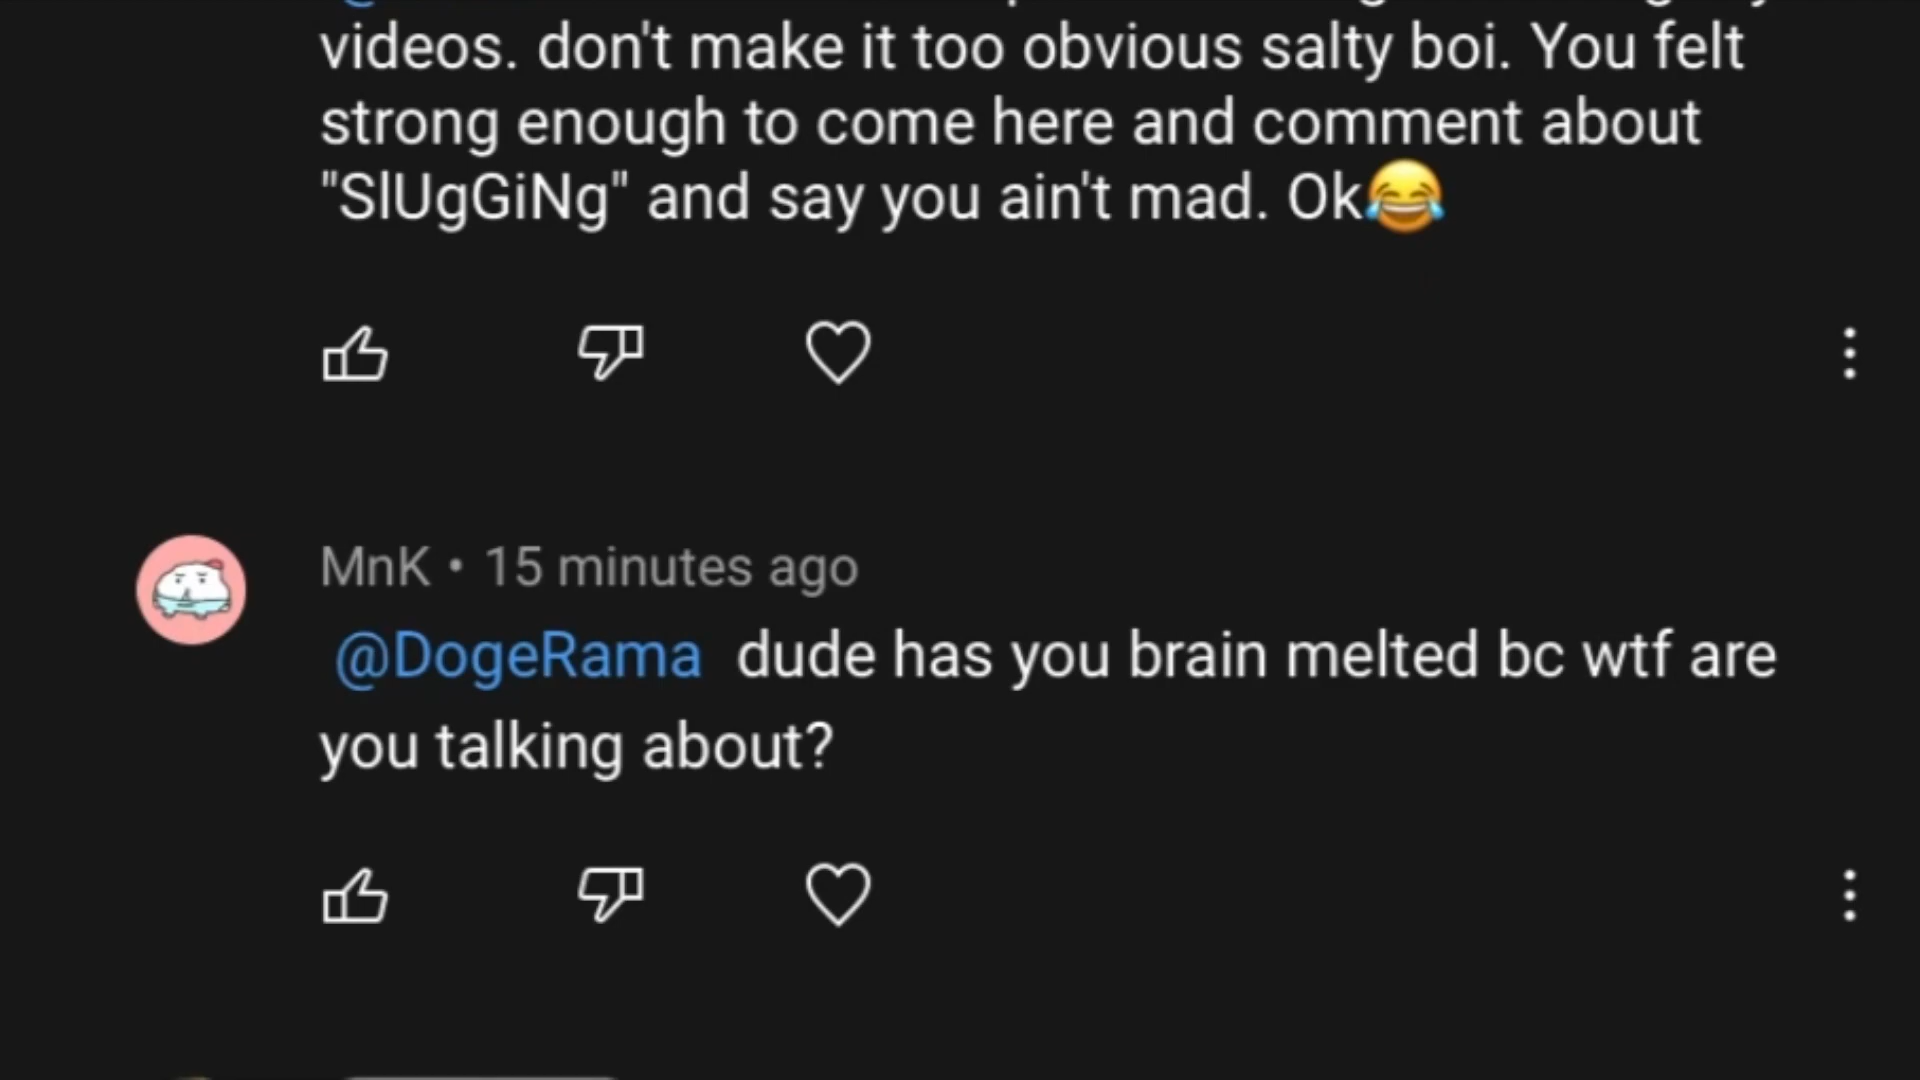 videos. don't make it too obvious salty boi. You felt
strong enough to come here and comment about
"SlUgGiNg" and say you ain't mad. Ok😂
MnK • 15 minutes ago
@DogeRama dude has you brain melted bc wtf are
you talking about?